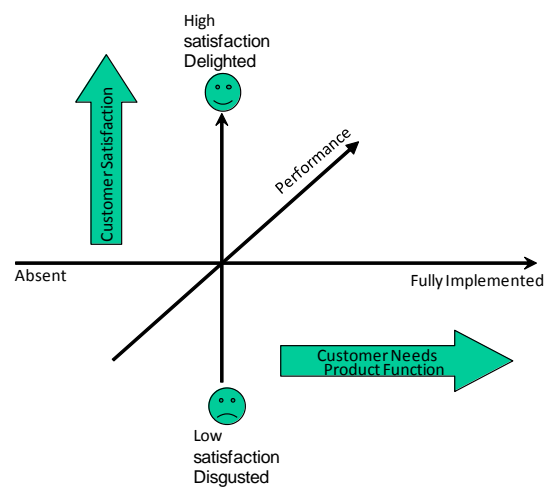 High
satisfaction
Delighted
Customer Satisfaction
Performance
Absent
Fully Implemented
Customer Needs
Product Function
Low
satisfaction
Disgusted